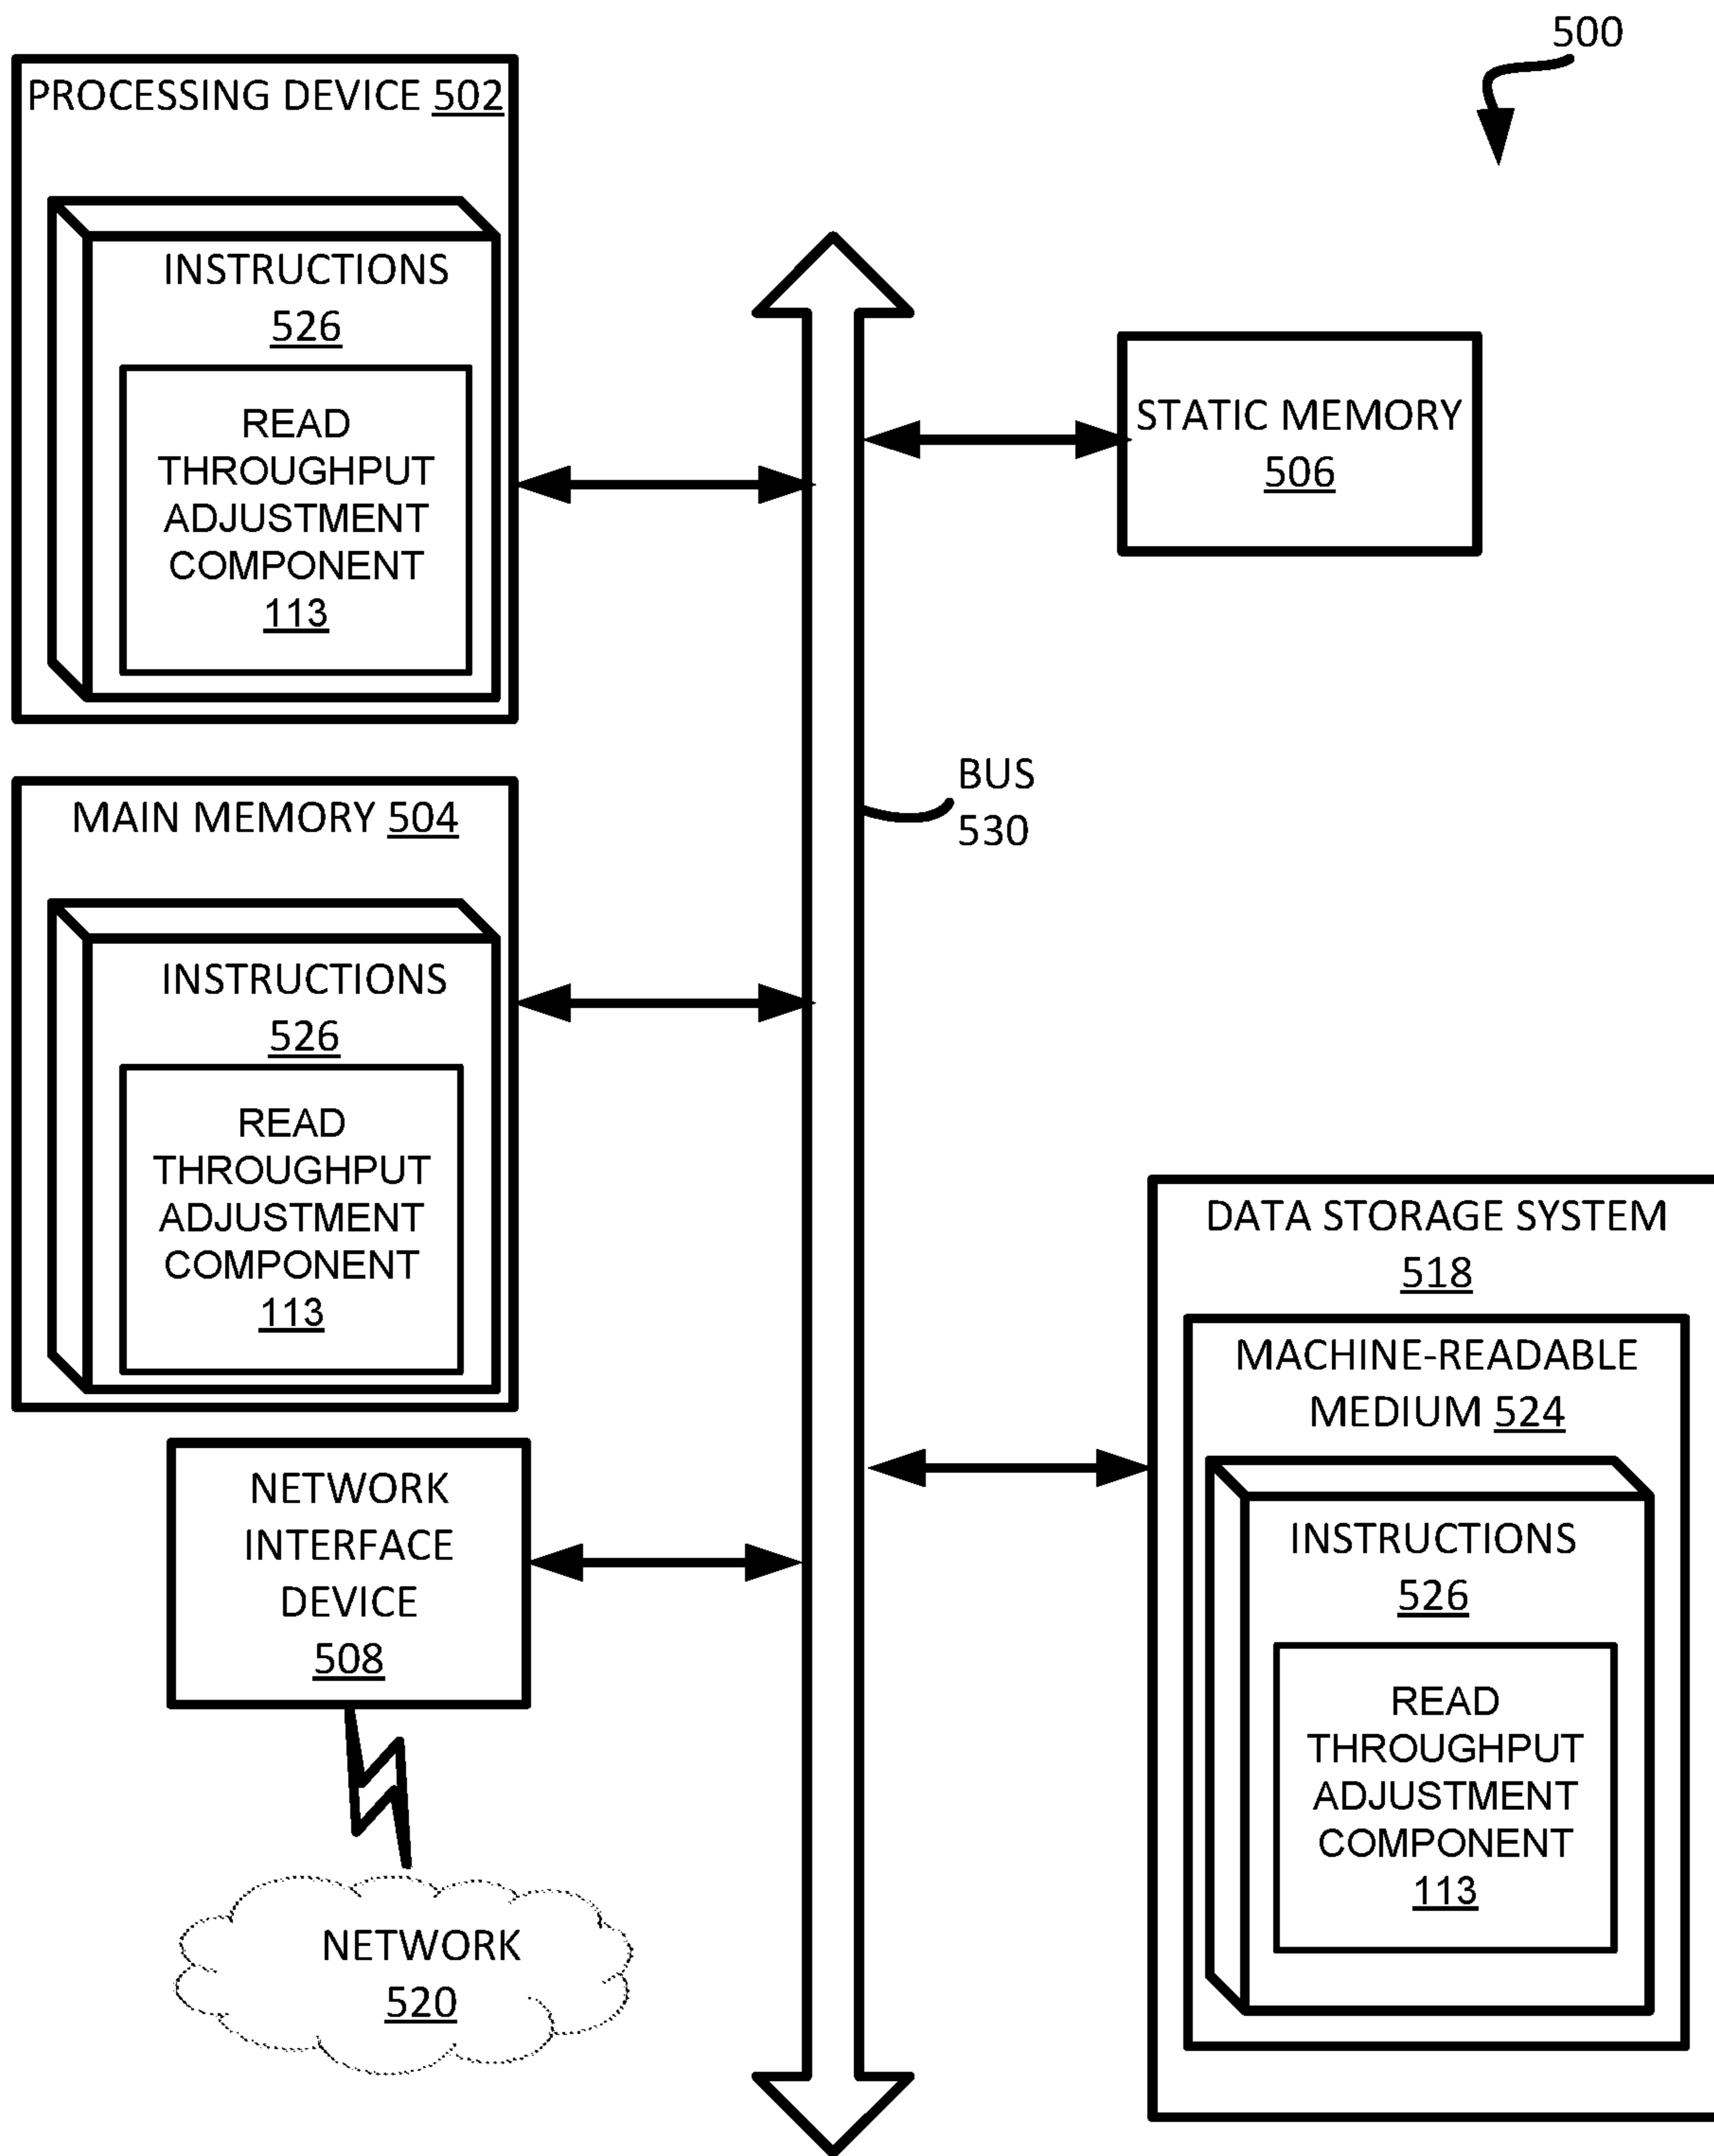 500
PROCESSING DEVICE 502
INSTRUCTIONS
526
READ
THROUGHPUT
ADJUSTMENT
COMPONENT
113
STATIC MEMORY
506
BUS
530
MAIN MEMORY 504
INSTRUCTIONS
526
READ
THROUGHPUT
ADJUSTMENT
COMPONENT
113
DATA STORAGE SYSTEM
518
MACHINE-READABLE
MEDIUM 524
INSTRUCTIONS
526
READ
THROUGHPUT
ADJUSTMENT
COMPONENT
113
NETWORK
INTERFACE
DEVICE
508
NETWORK
520